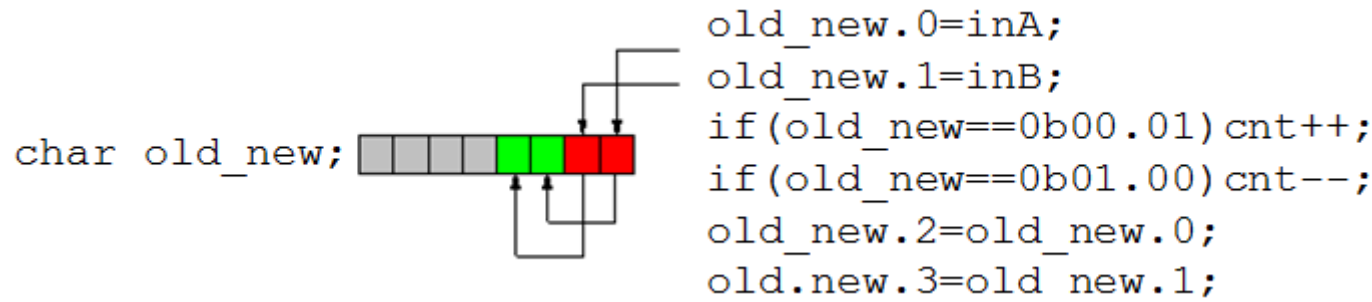 old_new.0=inA;
old_new.1=inB;
if(old_new==0b00.01)cnt++;
char old_new;
if(old_new==0b01.00)cnt--;
old_new.2=old_new.0;
old.new.3=old_new.1;